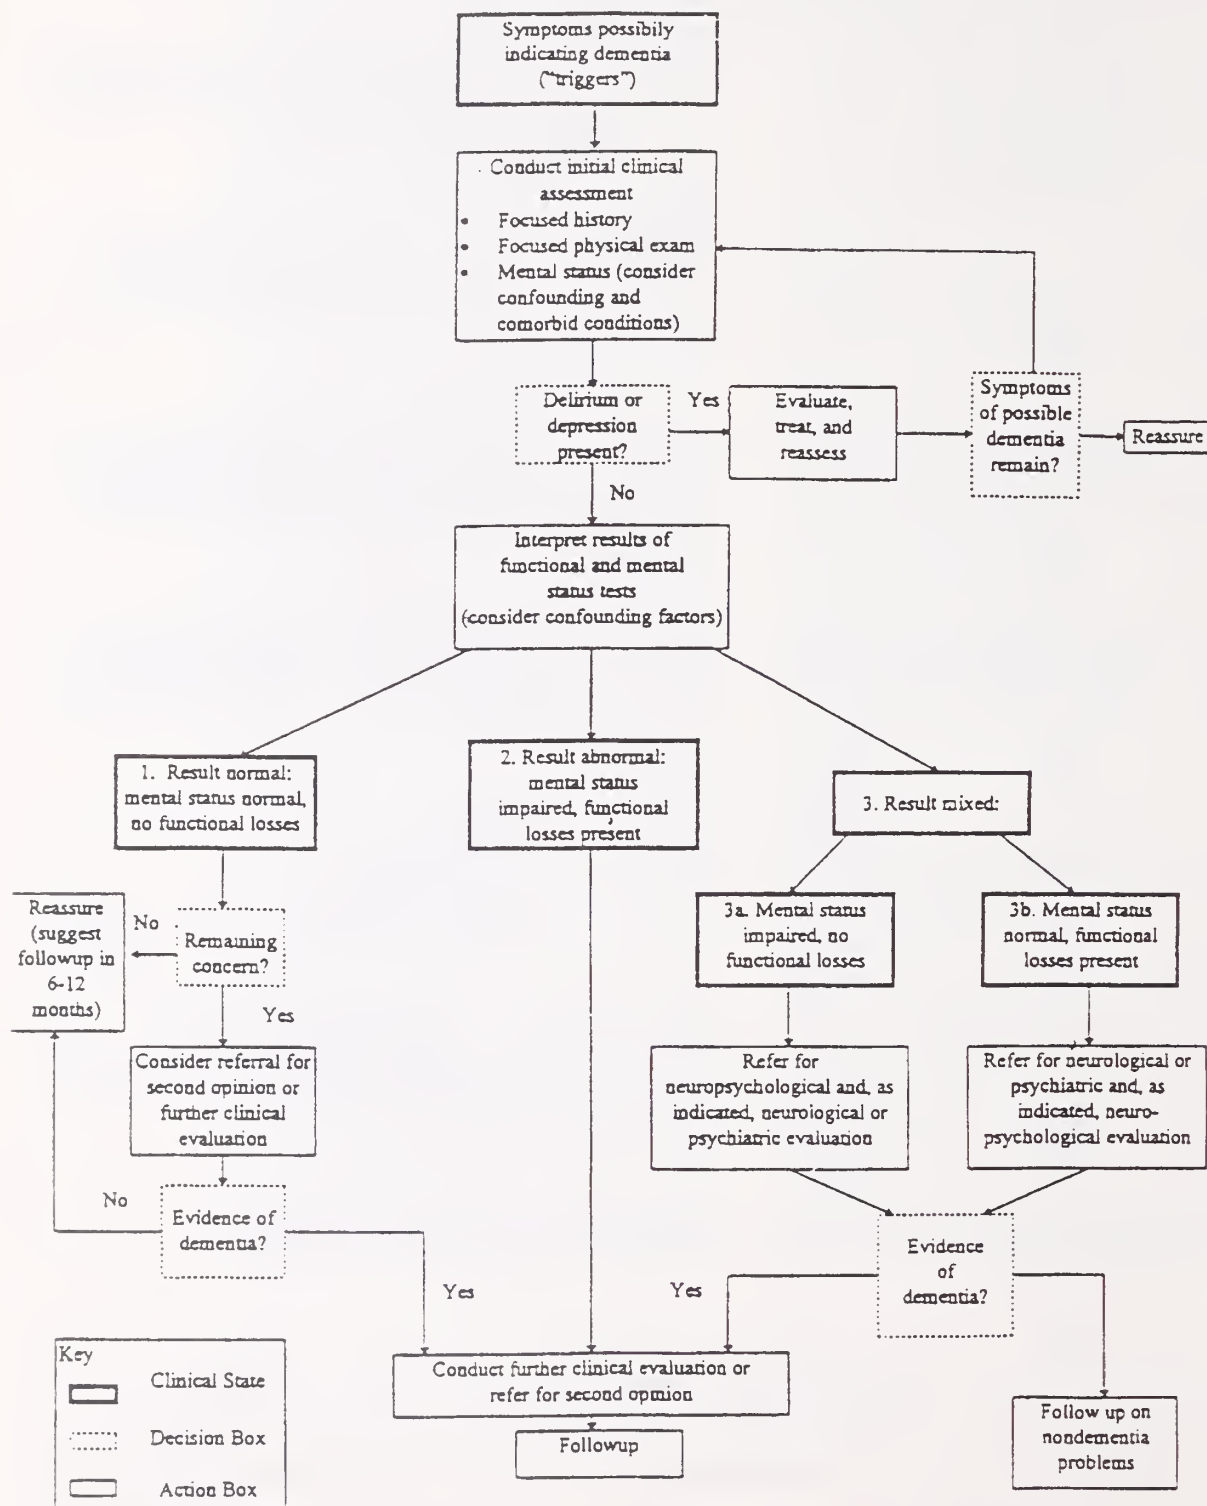 Symptoms possibily
indicating dementia
("triggers")
Conduct initial clinical
assessment
• Focused history
• Focused physical exam
• Mental status (consider
confounding and
comorbid conditions)
Delirium or
depression
present?
Yes
Evaluate,
treat, and
reassess
Symptoms
of possible
dementia
remain?
Reassure
No
Interpret results of
functional and mental
status tests
(consider confounding factors)
1. Result normal:
mental status normal,
no functional losses
2. Result abnormal:
mental status
impaired, functional
losses present
3. Result mixed:
Reassure
(suggest
followup in
6-12
months)
No
Remaining
concern?
Yes
3a. Mental status
impaired, no
functional losses
3b. Mental status
normal, functional
losses present
Consider referral for
second opinion or
further clinical
evaluation
Refer for
neuropsychological and, as
indicated, neurological or
psychiatric evaluation
Refer for neurological or
psychiatric and, as
indicated, neuro-
psychological evaluation
No
Evidence of
dementia?
Yes
Evidence
of
dementia?
Yes
Conduct further clinical evaluation or
refer for second opinion
Followup
Follow up on
nondementia
problems
Key
Clinical State
Decision Box
Action Box